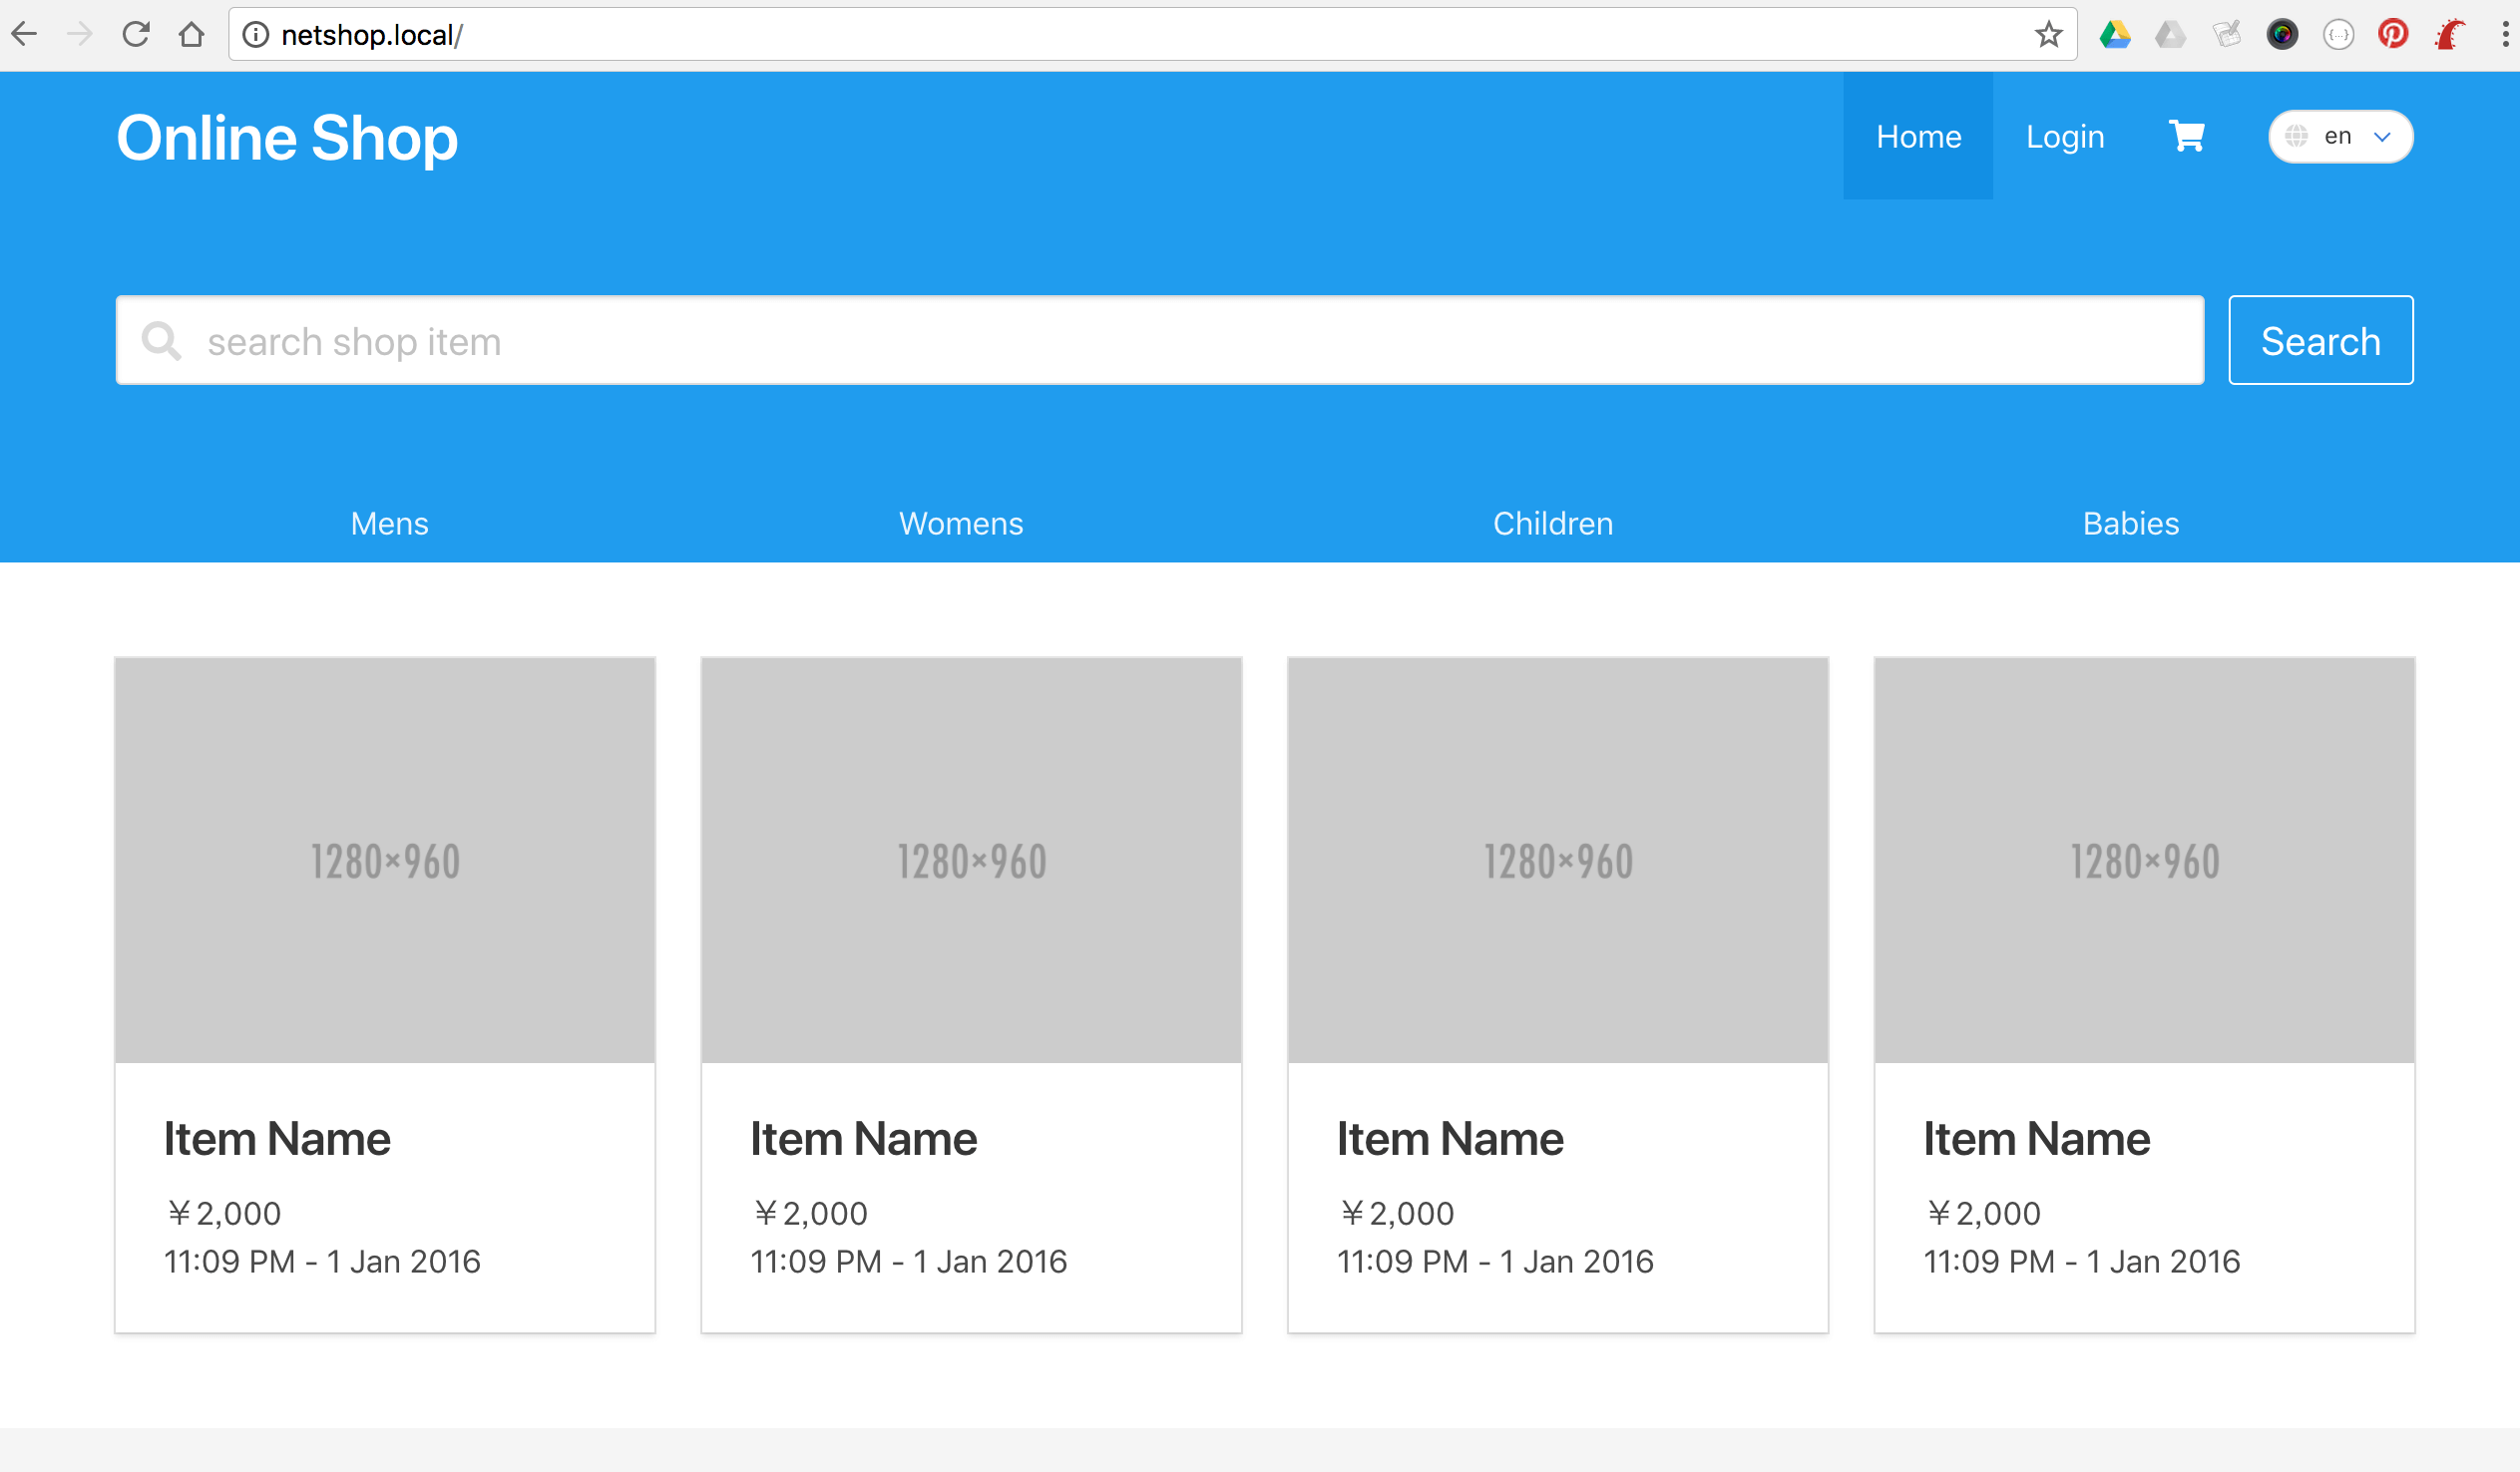 netshop.local/
Online Shop
Home Login en
search shop item Search
Mens Womens Children Babies
1280×960 1280×960 1280×960 1280×960
Item Name Item Name Item Name Item Name
￥2,000 ￥2,000 ￥2,000 ￥2,000
11:09 PM - 1 Jan 2016 11:09 PM - 1 Jan 2016 11:09 PM - 1 Jan 2016 11:09 PM - 1 Jan 2016